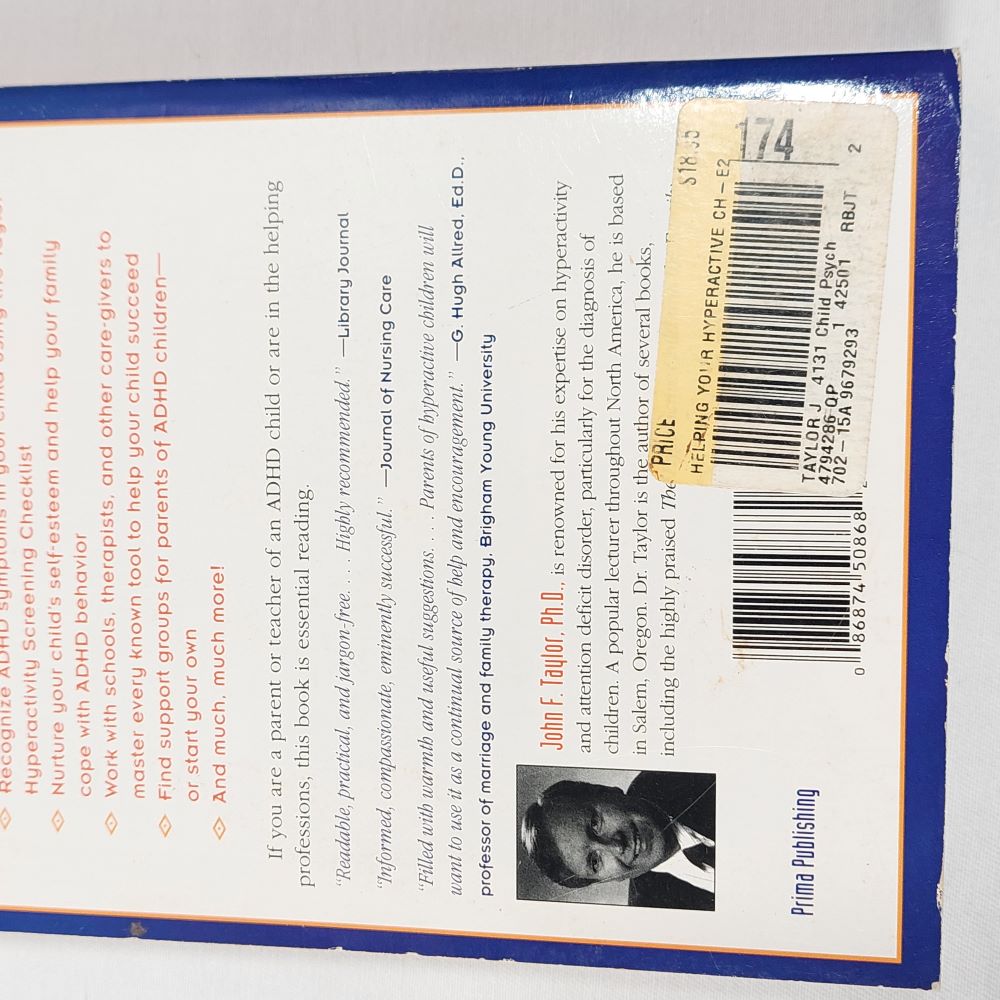 Recognize ADHD symptoms in your child using the Taylor
Hyperactivity Screening Checklist
Nurture your child's self-esteem and help your family
cope with ADHD behavior
Work with schools, therapists, and other care-givers to
master every known tool to help your child succeed
Find support groups for parents of ADHD children—
or start your own
And much, much more!
If you are a parent or teacher of an ADHD child or are in the helping
professions, this book is essential reading.
"Readable, practical, and jargon-free. . . . Highly recommended." —Library Journal
"Informed, compassionate, eminently successful." —Journal of Nursing Care
"Filled with warmth and useful suggestions. . . . Parents of hyperactive children will
want to use it as a continual source of help and encouragement." —G. Hugh Allred, Ed.D.,
professor of marriage and family therapy, Brigham Young University
John F. Taylor, Ph.D., is renowned for his expertise on hyperactivity
and attention deficit disorder, particularly for the diagnosis of
children. A popular lecturer throughout North America, he is based
in Salem, Oregon. Dr. Taylor is the author of several books,
including the highly praised The
Prima Publishing
0 86874 50868
PRICE $18.95
HELPING YOUR HYPERACTIVE CH-E2
174
TAYLOR J 4131 Child Psych
4794286 QP 1 42501 RBJT 2
702-15A 9679293